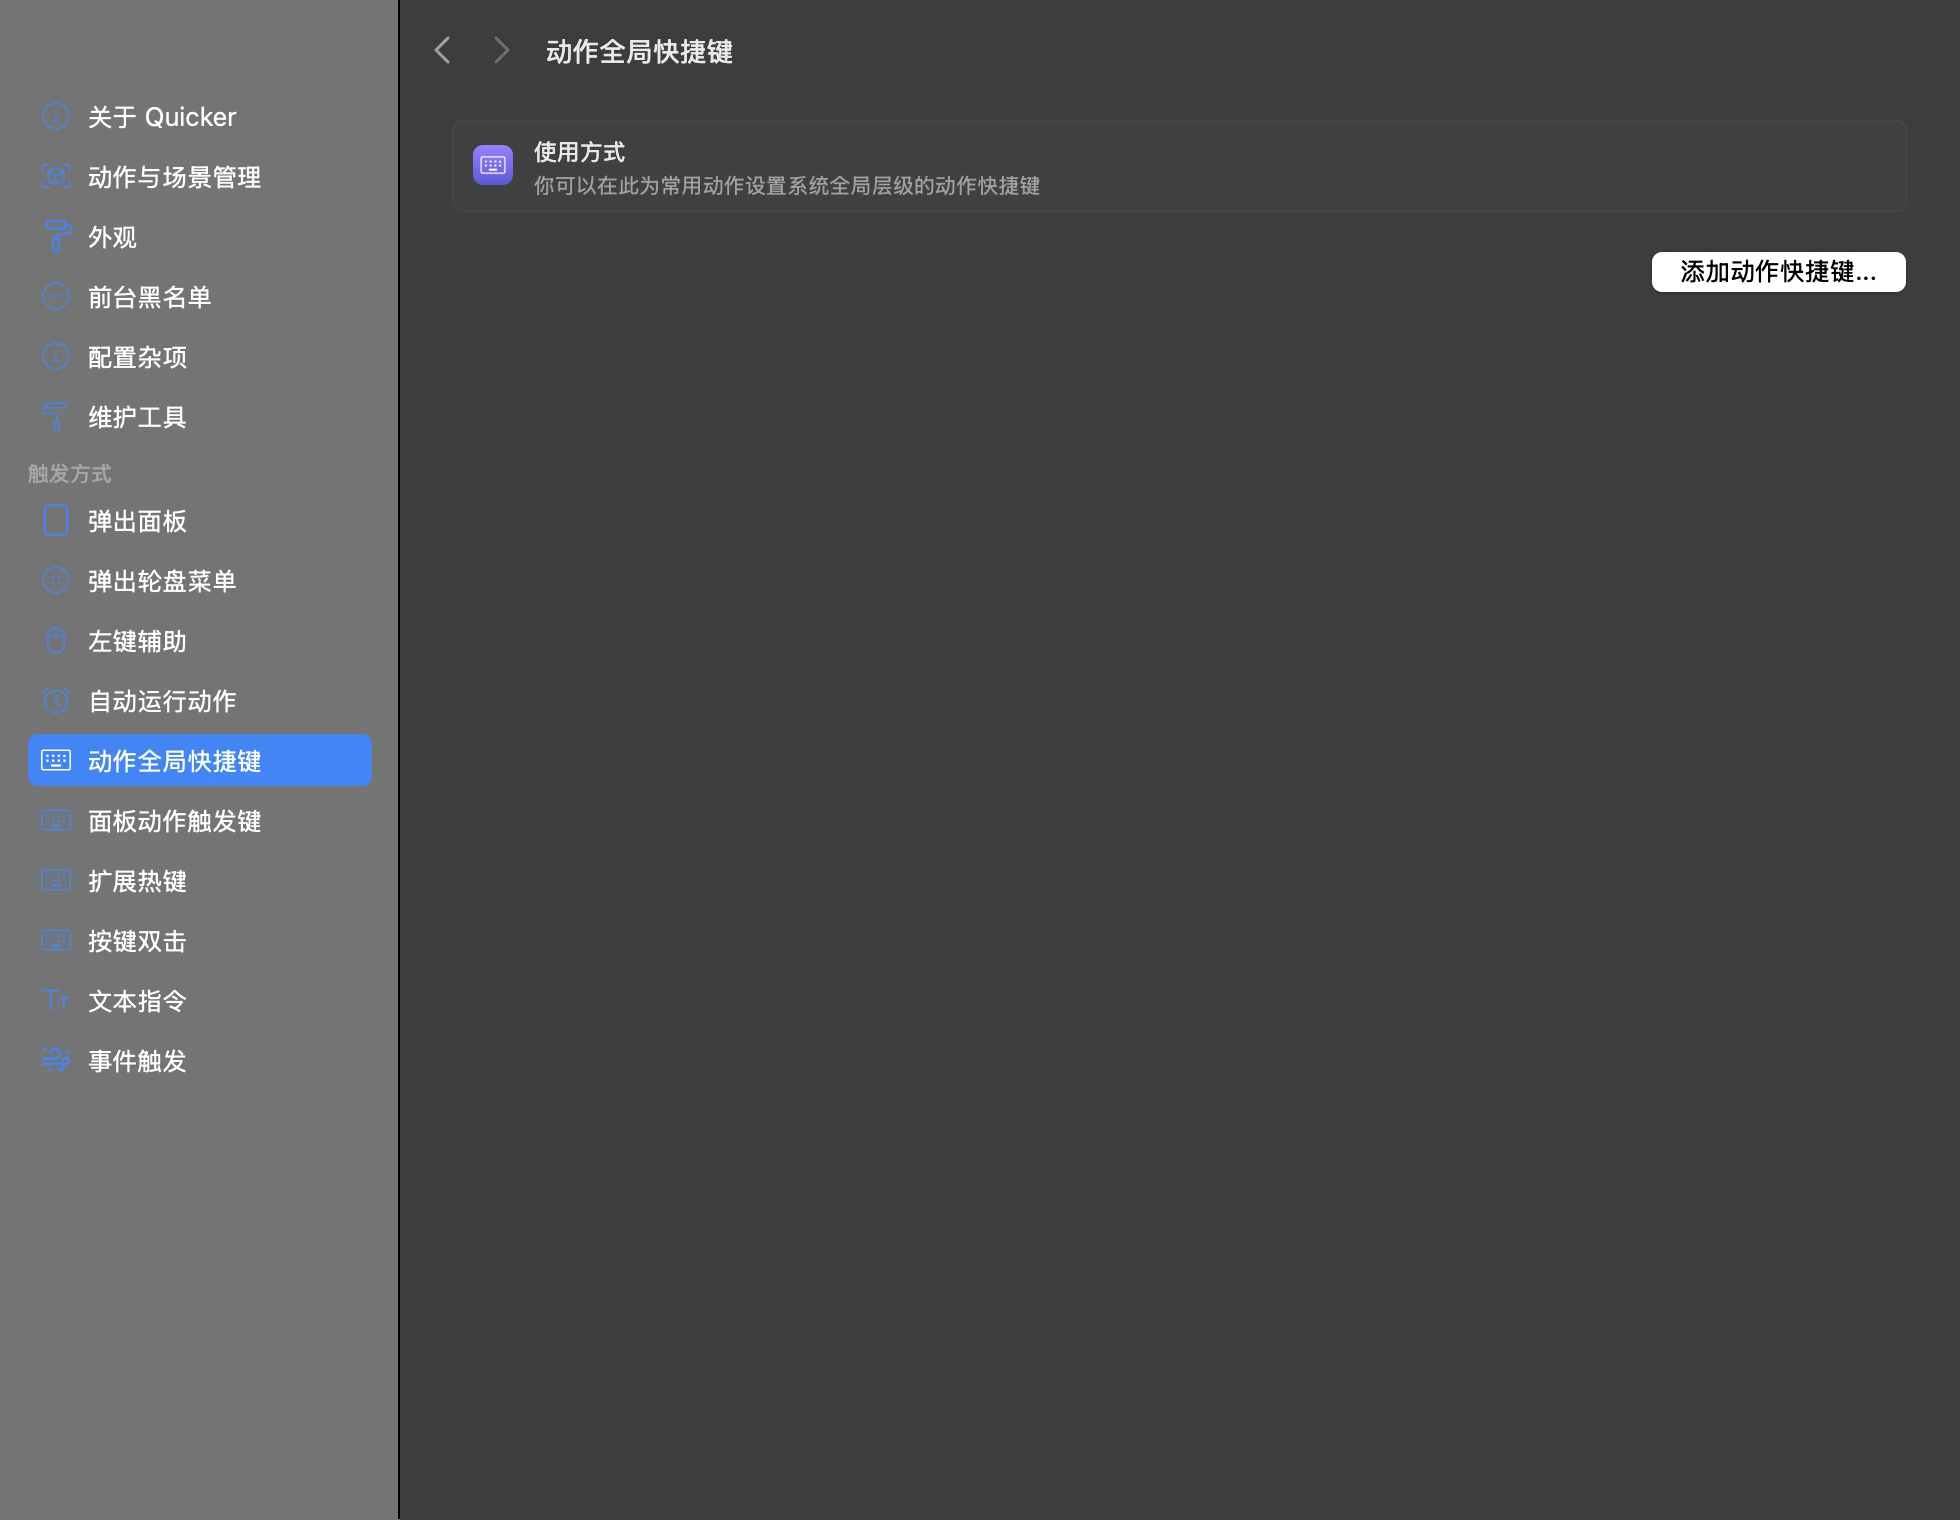 关于 Quicker
动作与场景管理
外观
前台黑名单
配置杂项
维护工具
触发方式
弹出面板
弹出轮盘菜单
左键辅助
自动运行动作
动作全局快捷键
面板动作触发键
扩展热键
按键双击
文本指令
事件触发
动作全局快捷键
使用方式
你可以在此为常用动作设置系统全局层级的动作快捷键
添加动作快捷键...